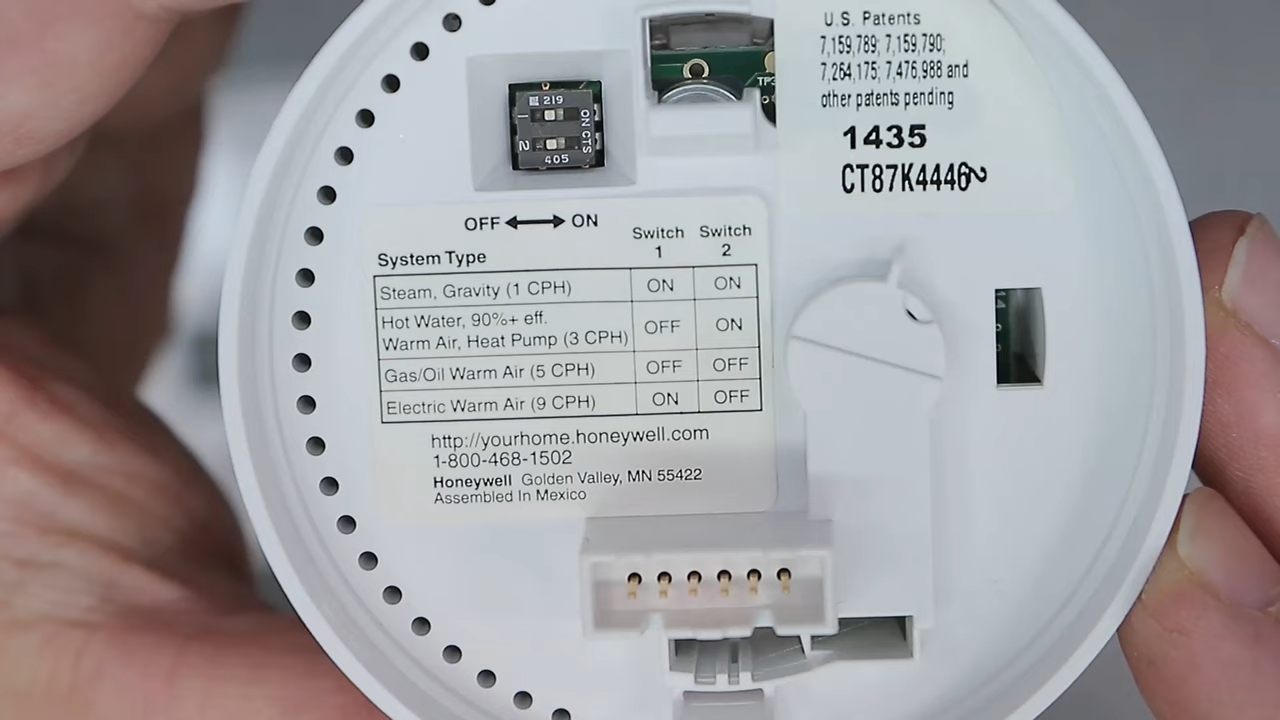 U.S. Patents
7,159,789; 7,159,790;
7,264,175; 7,476,988 and
other patents pending
1435
CT87K4446 2
219
1
ON CTS
2
405
TP3
OFF ↔ ON
System Type Switch 1 Switch 2
Steam, Gravity (1 CPH) ON ON
Hot Water, 90%+ eff.
Warm Air, Heat Pump (3 CPH) OFF ON
Gas/Oil Warm Air (5 CPH) OFF OFF
Electric Warm Air (9 CPH) ON OFF
http://yourhome.honeywell.com
1-800-468-1502
Honeywell Golden Valley, MN 55422
Assembled In Mexico